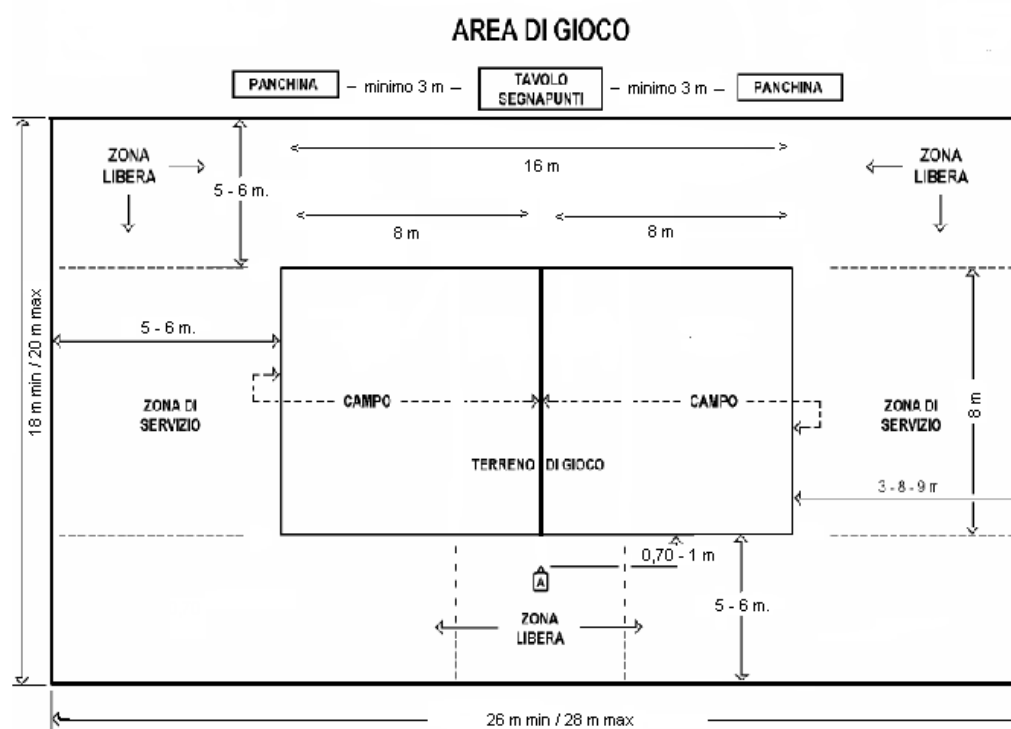 AREA DI GIOCO
PANCHINA
– minimo 3 m –
TAVOLO
SEGNAPUNTI
– minimo 3 m –
PANCHINA
ZONA
LIBERA
5 - 6 m.
16 m
ZONA
LIBERA
8 m
8 m
18 m min / 20 m max
5 - 6 m.
ZONA DI
SERVIZIO
CAMPO
CAMPO
ZONA DI
SERVIZIO
8 m
TERRENO DI GIOCO
3 - 8 - 9 m
0,70 - 1 m
A
5 - 6 m.
ZONA
LIBERA
26 m min / 28 m max